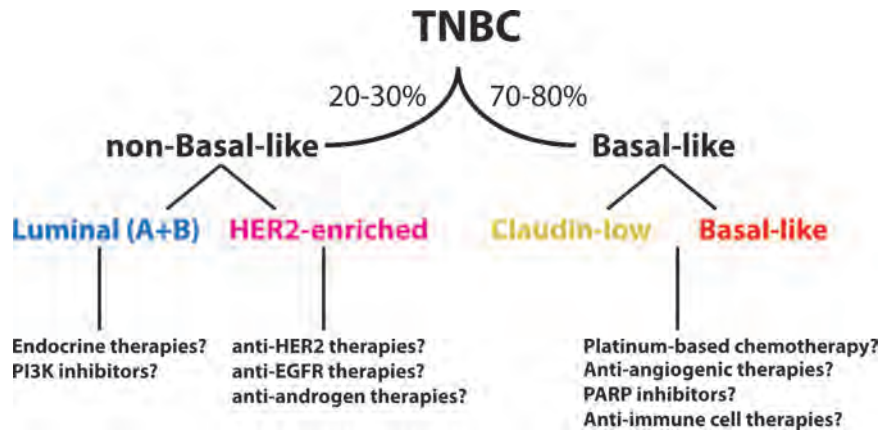 TNBC
20-30% 70-80%
non-Basal-like Basal-like
Luminal (A+B) HER2-enriched Claudin-low Basal-like
Endocrine therapies? anti-HER2 therapies? Platinum-based chemotherapy?
PI3K inhibitors? anti-EGFR therapies? Anti-angiogenic therapies?
anti-androgen therapies? PARP inhibitors?
Anti-immune cell therapies?